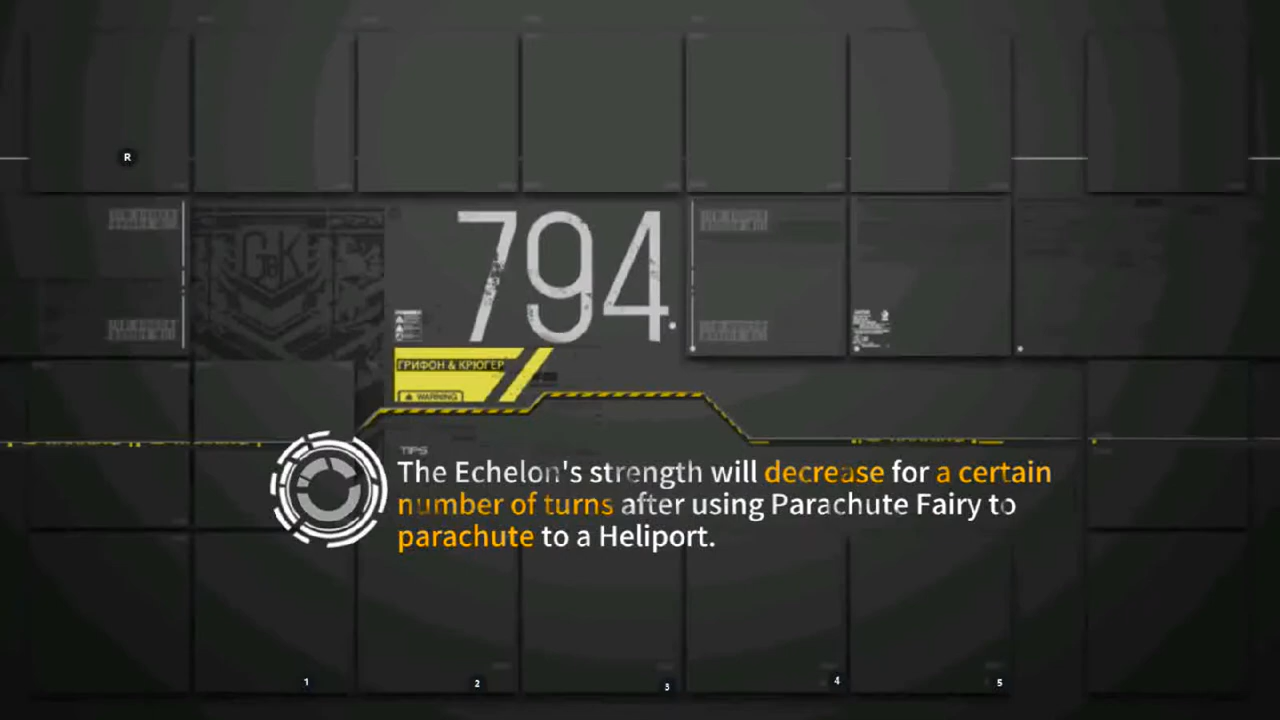 R
G&K
794.
ГРИФОН & КРЮГЕР
WARNING
TIPS
The Echelon's strength will decrease for a certain
number of turns after using Parachute Fairy to
parachute to a Heliport.
1 2 3 4 5